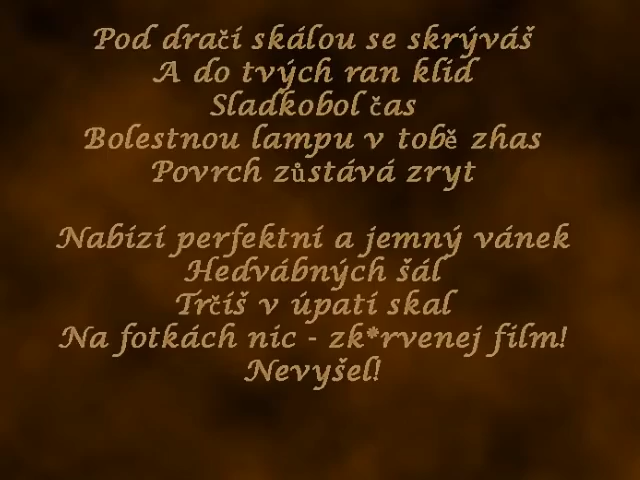 Pod dračí skálou se skrýváš
A do tvých ran klid
Sladkobol čas
Bolestnou lampu v tobě zhas
Povrch zůstává zryt
Nabízí perfektní a jemný vánek
Hedvábných šál
Trčíš v úpatí skal
Na fotkách nic - zk*rvenej film!
Nevyšel!